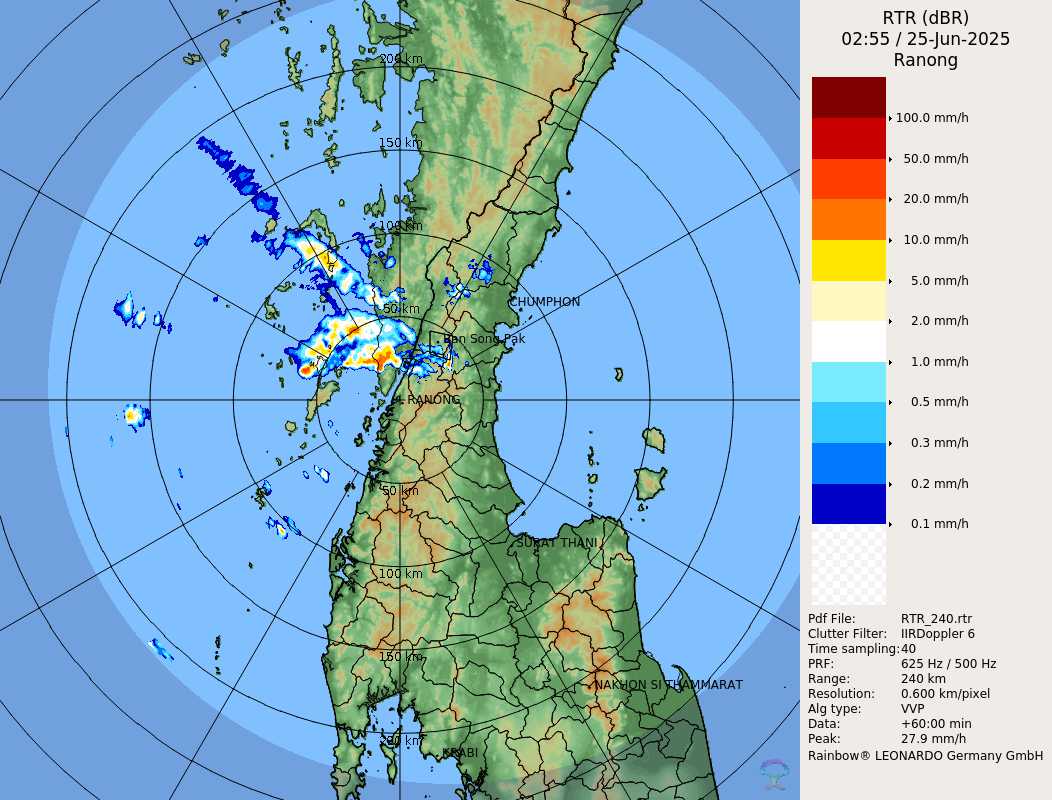 RTR (dBR)
02:55 / 25-Jun-2025
Ranong
100.0 mm/h
50.0 mm/h
20.0 mm/h
10.0 mm/h
5.0 mm/h
2.0 mm/h
1.0 mm/h
0.5 mm/h
0.3 mm/h
0.2 mm/h
0.1 mm/h
Pdf File: RTR_240.rtr
Clutter Filter: IIRDoppler 6
Time sampling:40
PRF: 625 Hz / 500 Hz
Range: 240 km
Resolution: 0.600 km/pixel
Alg type: VVP
Data: +60:00 min
Peak: 27.9 mm/h
Rainbow® LEONARDO Germany GmbH
200 km
150 km
100 km
CHUMPHON
50 km
Ban Song Pak
RANONG
50 km
SURAT THANI
100 km
150 km
NAKHON SI THAMMARAT
200 km
KRABI